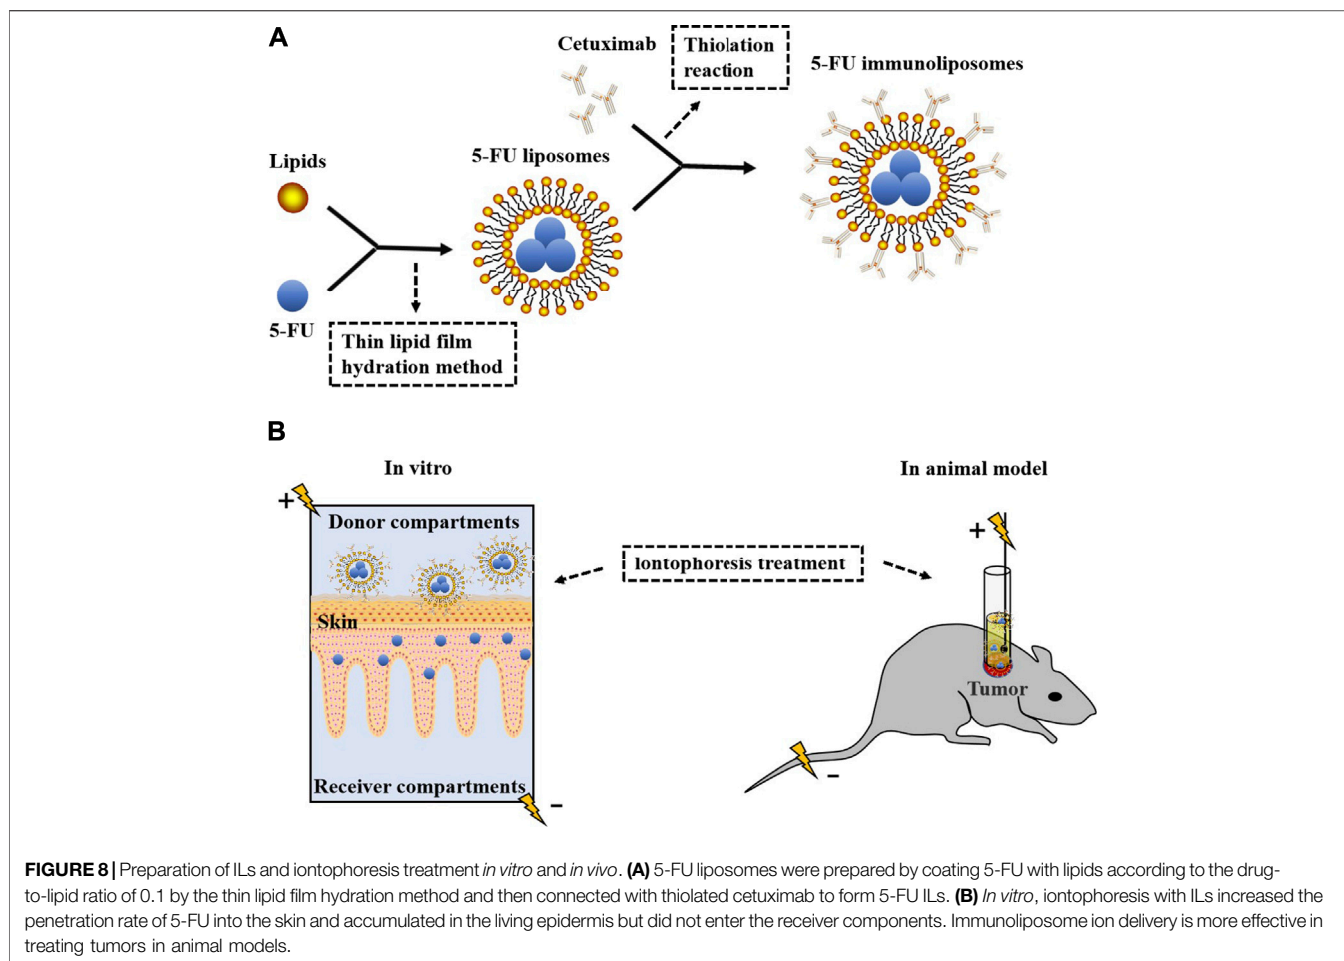 A
Cetuximab
Thiolation
reaction
5-FU immunoliposomes
Lipids
5-FU liposomes
5-FU
Thin lipid film
hydration method
B
In vitro
In animal model
+
Donor compartments
+
Iontophoresis treatment
Skin
Tumor
Receiver compartments
-
-
FIGURE 8 | Preparation of ILs and iontophoresis treatment in vitro and in vivo. (A) 5-FU liposomes were prepared by coating 5-FU with lipids according to the drug-
to-lipid ratio of 0.1 by the thin lipid film hydration method and then connected with thiolated cetuximab to form 5-FU ILs. (B) In vitro, iontophoresis with ILs increased the
penetration rate of 5-FU into the skin and accumulated in the living epidermis but did not enter the receiver components. Immunoliposome ion delivery is more effective in
treating tumors in animal models.